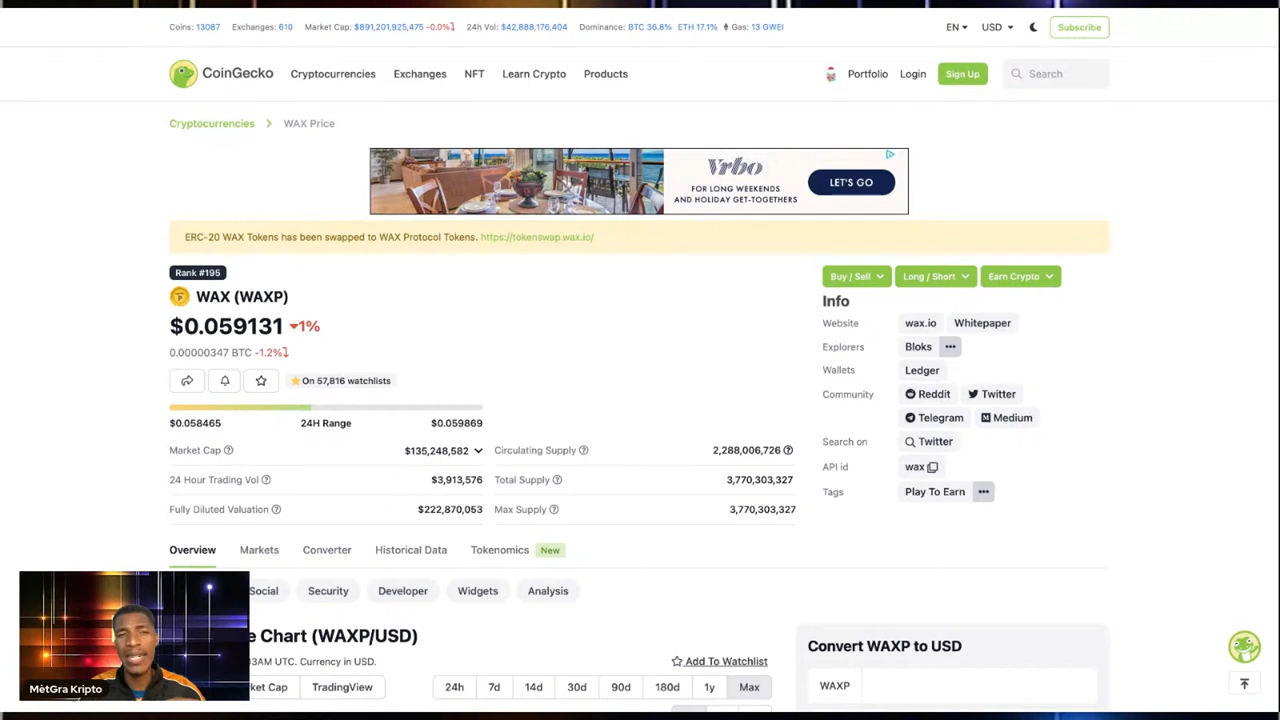 Coins: 13087 Exchanges: 610 Market Cap: $891,201,925,475 -0.0% 24h Vol: $42,888,176,404 Dominance: BTC 36.8% ETH 17.1% Gas: 13 GWEI EN USD Subscribe
CoinGecko Cryptocurrencies Exchanges NFT Learn Crypto Products Portfolio Login Sign Up Search
Cryptocurrencies > WAX Price
Vrbo
FOR LONG WEEKENDS
AND HOLIDAY GET-TOGETHERS
LET'S GO
ERC-20 WAX Tokens has been swapped to WAX Protocol Tokens. https://tokenswap.wax.io/
Rank #195
WAX (WAXP)
$0.059131 1%
0.00000347 BTC -1.2%
On 57,816 watchlists
$0.058465 24H Range $0.059869
Market Cap $135,248,582
24 Hour Trading Vol $3,913,576
Fully Diluted Valuation $222,870,053
Circulating Supply 2,288,006,726
Total Supply 3,770,303,327
Max Supply 3,770,303,327
Buy / Sell Long / Short Earn Crypto
Info
Website wax.io Whitepaper
Explorers Bloks •••
Wallets Ledger
Community Reddit Twitter
Telegram Medium
Search on Twitter
API id wax
Tags Play To Earn •••
Overview Markets Converter Historical Data Tokenomics New
Social Security Developer Widgets Analysis
e Chart (WAXP/USD)
3AM UTC. Currency in USD.
Add To Watchlist
ket Cap TradingView 24h 7d 14d 30d 90d 180d 1y Max
Convert WAXP to USD
WAXP
MètGra Kripto